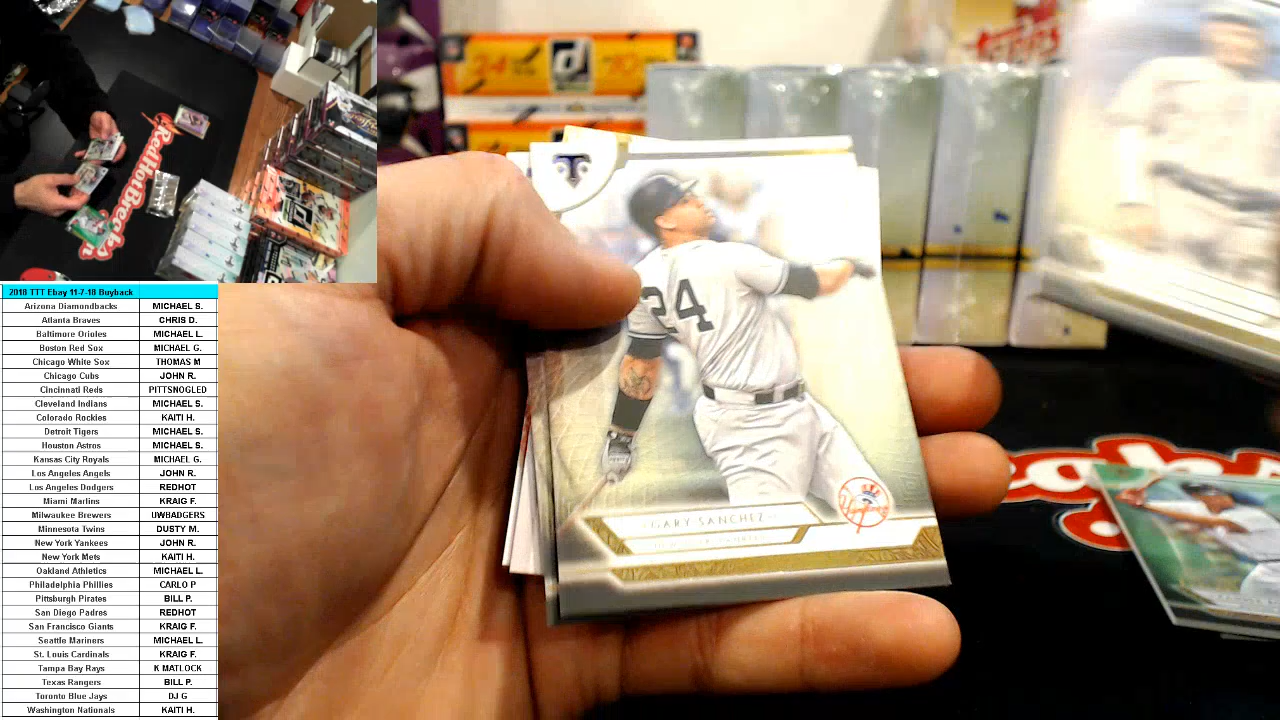 RedHotBreaks
2018 TTT Ebay 11-7-18 Buyback
Arizona Diamondbacks MICHAEL S.
Atlanta Braves CHRIS D.
Baltimore Orioles MICHAEL L.
Boston Red Sox MICHAEL G.
Chicago White Sox THOMAS M
Chicago Cubs JOHN R.
Cincinnati Reds PITTSNOGLED
Cleveland Indians MICHAEL S.
Colorado Rockies KAITI H.
Detroit Tigers MICHAEL S.
Houston Astros MICHAEL S.
Kansas City Royals MICHAEL G.
Los Angeles Angels JOHN R.
Los Angeles Dodgers REDHOT
Miami Marlins KRAIG F.
Milwaukee Brewers UWBADGERS
Minnesota Twins DUSTY M.
New York Yankees JOHN R.
New York Mets KAITI H.
Oakland Athletics MICHAEL L.
Philadelphia Phillies CARLO P
Pittsburgh Pirates BILL P.
San Diego Padres REDHOT
San Francisco Giants KRAIG F.
Seattle Mariners MICHAEL L.
St. Louis Cardinals KRAIG F.
Tampa Bay Rays K MATLOCK
Texas Rangers BILL P.
Toronto Blue Jays DJ G
Washington Nationals KAITI H.
24
T
24
GARY SANCHEZ
Yankees